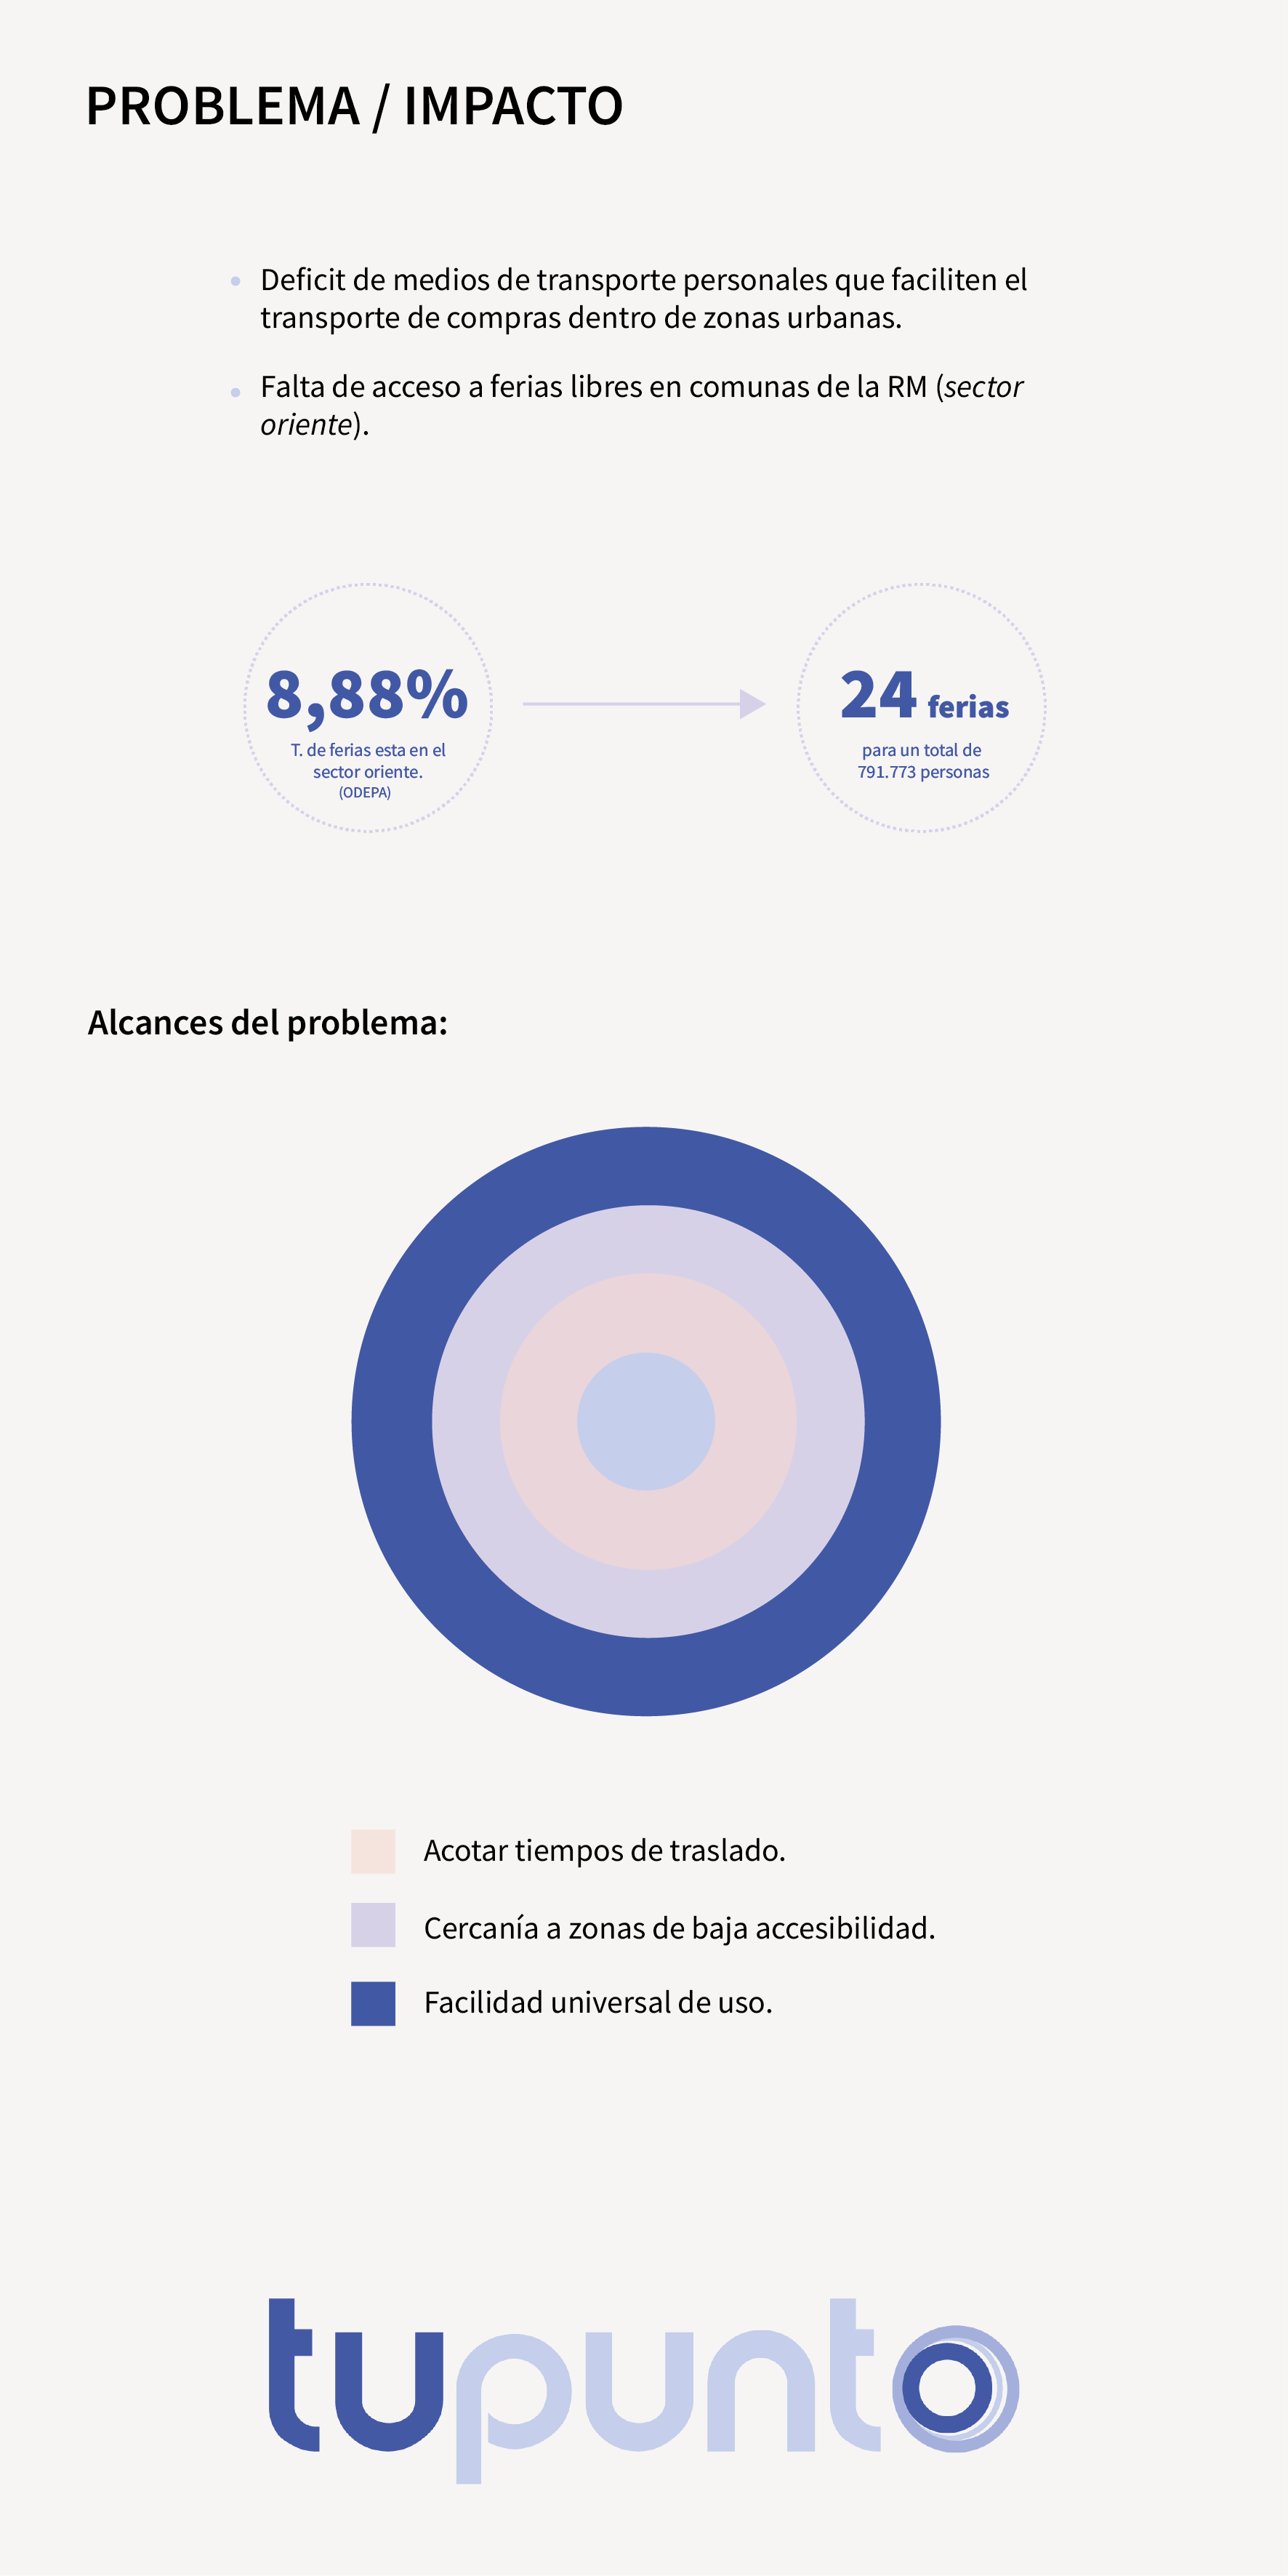 PROBLEMA / IMPACTO
Deficit de medios de transporte personales que faciliten el
transporte de compras dentro de zonas urbanas.
Falta de acceso a ferias libres en comunas de la RM (sector
oriente).
8,88%
T. de ferias esta en el
sector oriente.
(ODEPA)
24 ferias
para un total de
791.773 personas
Alcances del problema:
Acotar tiempos de traslado.
Cercanía a zonas de baja accesibilidad.
Facilidad universal de uso.
tupunto